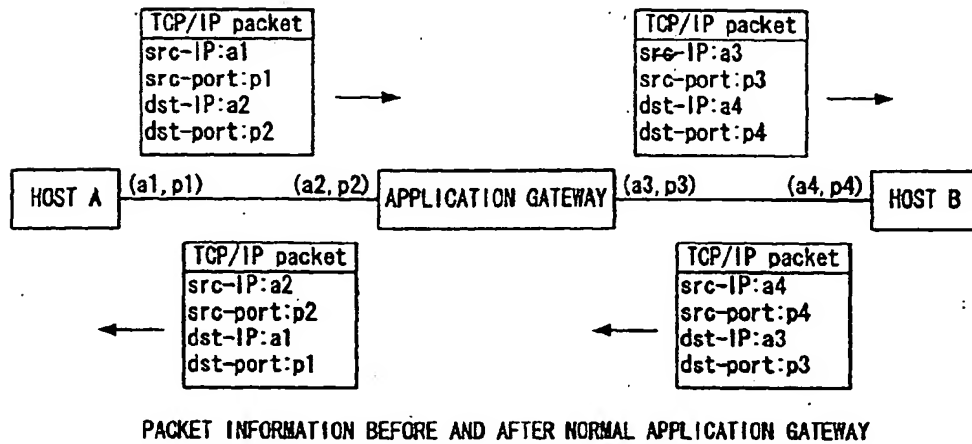 TCP/IP packet
src-IP:a1
src-port:p1
dst-IP:a2
dst-port:p2
TCP/IP packet
src-IP:a3
src-port:p3
dst-IP:a4
dst-port:p4
HOST A
(a1, p1)
(a2, p2)
APPLICATION GATEWAY
(a3, p3)
(a4, p4)
HOST B
TCP/IP packet
src-IP:a2
src-port:p2
dst-IP:a1
dst-port:p1
TCP/IP packet
src-IP:a4
src-port:p4
dst-IP:a3
dst-port:p3
PACKET INFORMATION BEFORE AND AFTER NORMAL APPLICATION GATEWAY